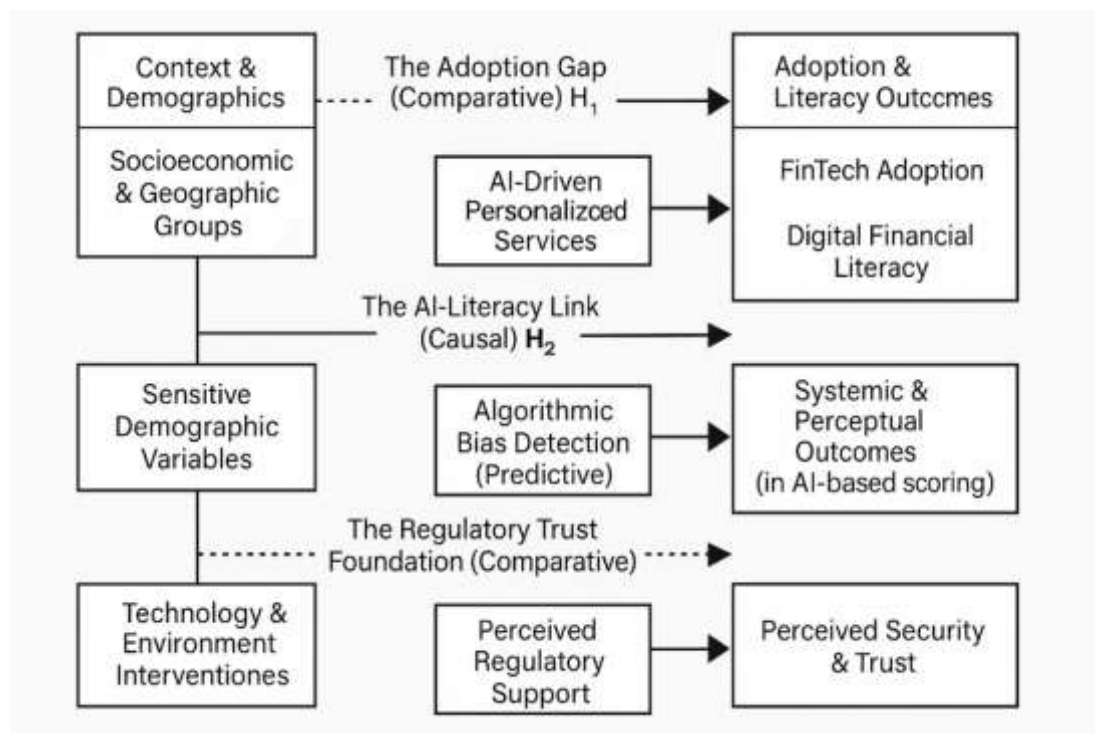 Context &
Demographics
Socioeconomic
& Geographic
Groups
The Adoption Gap
(Comparative) H₁
Adoption &
Literacy Outccmes
AI-Driven
Personalizced
Services
FinTech Adoption
Digital Financial
Literacy
The AI-Literacy Link
(Causal) H₂
Sensitive
Demographic
Variables
Algorithmic
Bias Detection
(Predictive)
Systemic &
Perceptual
Outcomes
(in AI-based scoring)
The Regulatory Trust
Foundation (Comparative)
Technology &
Environment
Interventiones
Perceived
Regulatory
Support
Perceived Security
& Trust